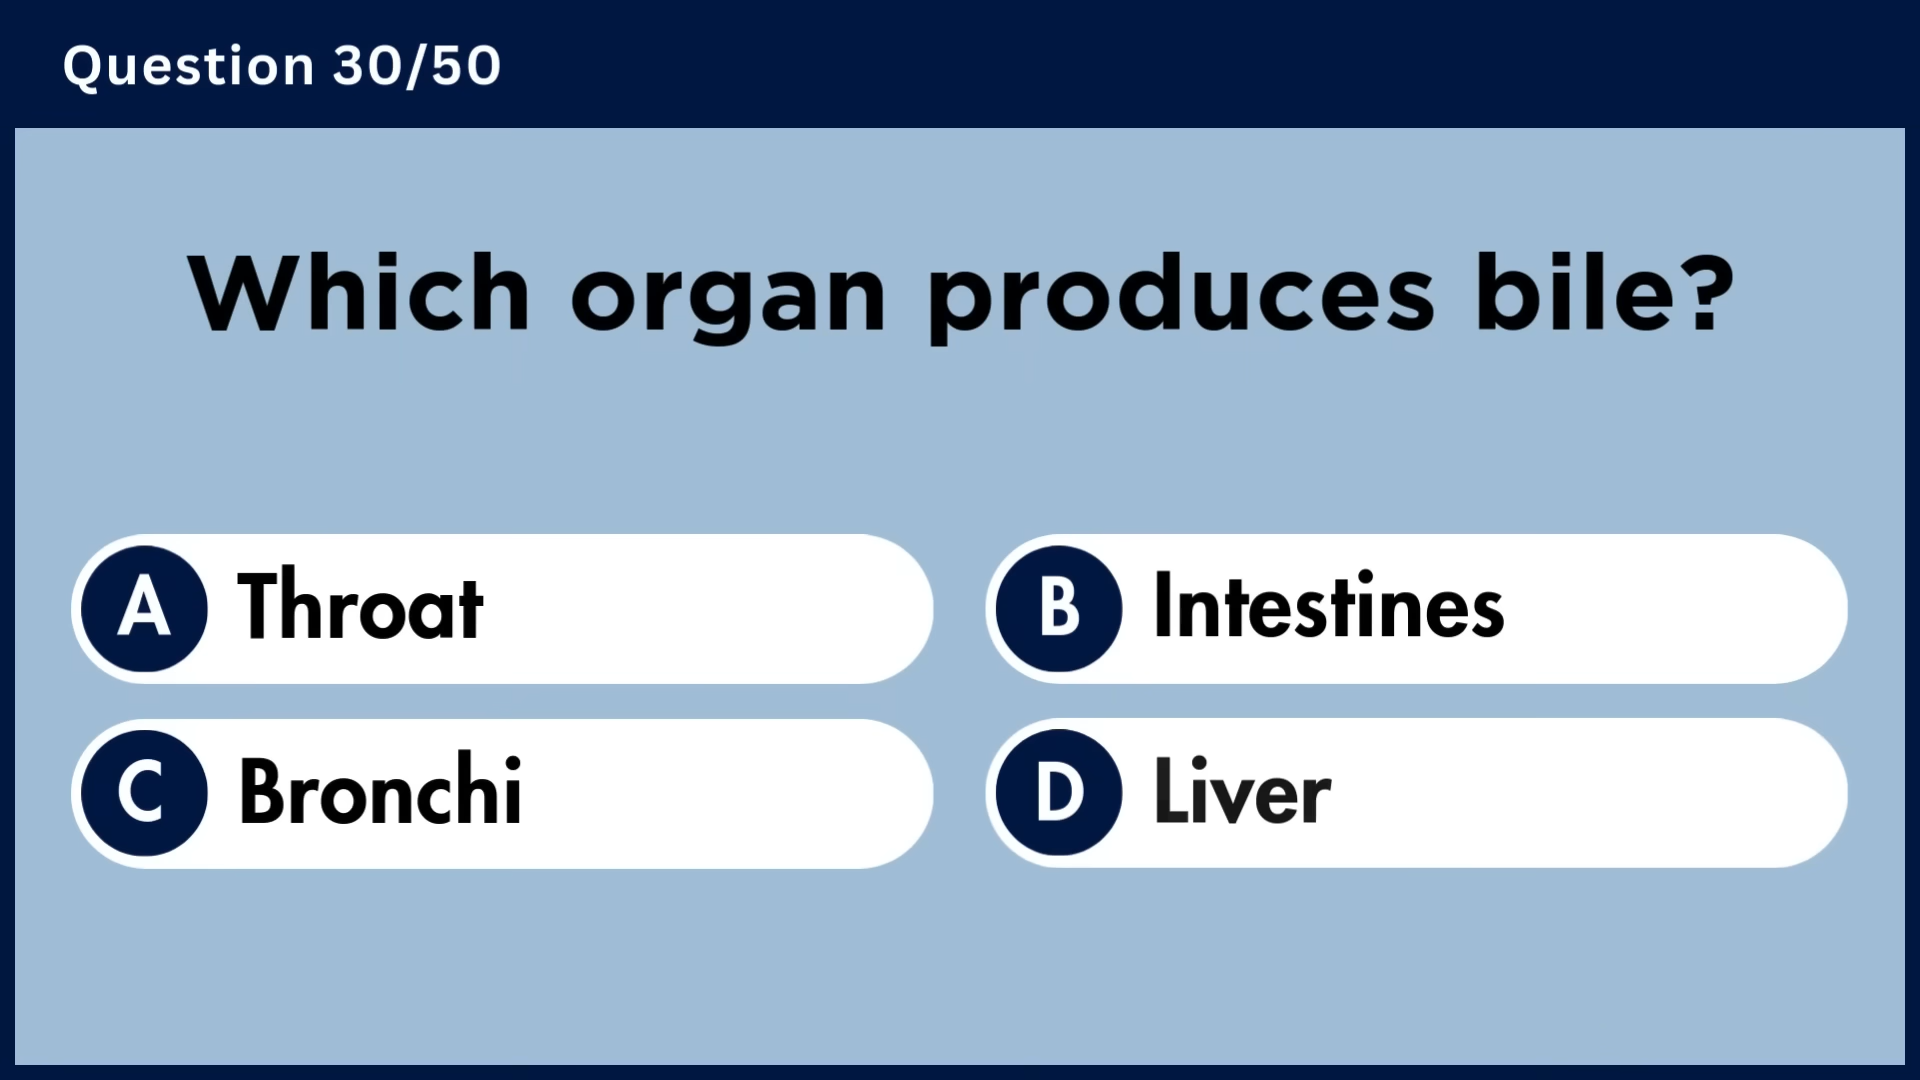 Question 30/50
Which organ produces bile?
A Throat
B Intestines
C Bronchi
D Liver